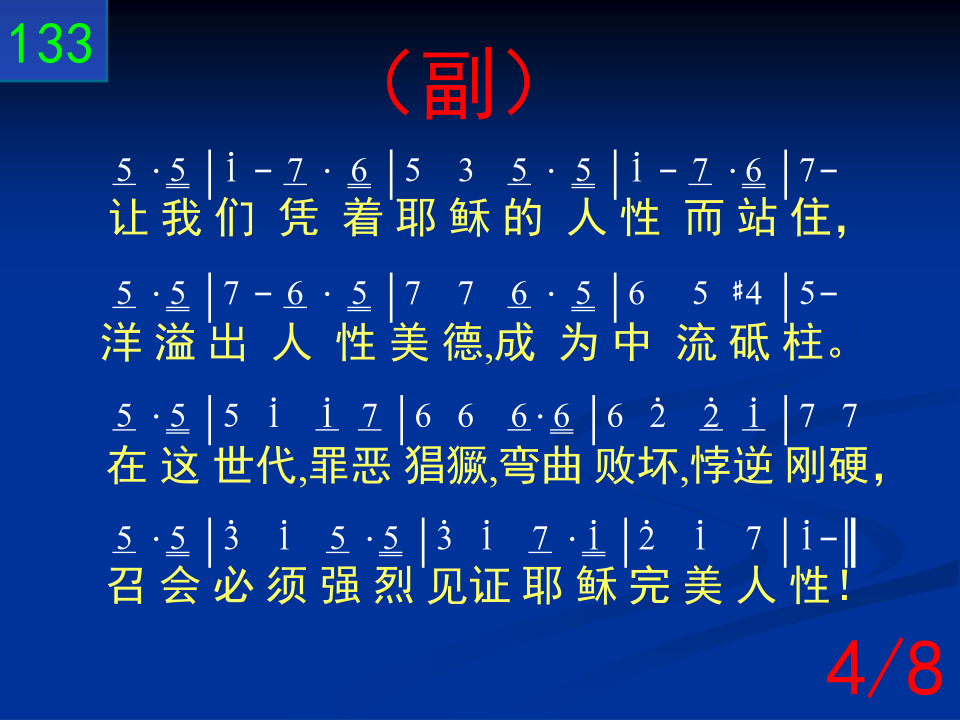 133
（副）
5 · 5 | i - 7 · 6 | 5 3 5 · 5 | i - 7 · 6 | 7 -
让 我 们 凭 着 耶 稣 的 人 性 而 站 住，
5 · 5 | 7 - 6 · 5 | 7 7 6 · 5 | 6 5 #4 | 5 -
洋 溢 出 人 性 美 德,成 为 中 流 砥 柱。
5 · 5 | 5 i i 7 | 6 6 6 · 6 | 6 2̇ 2̇ i | 7 7
在 这 世代,罪恶 猖獗,弯曲 败坏,悖逆 刚硬，
5 · 5 | 3̇ i 5 · 5 | 3̇ i 7 · i | 2̇ i 7 | i - ‖
召 会 必 须 强 烈 见证 耶 稣 完 美 人 性！
4/8